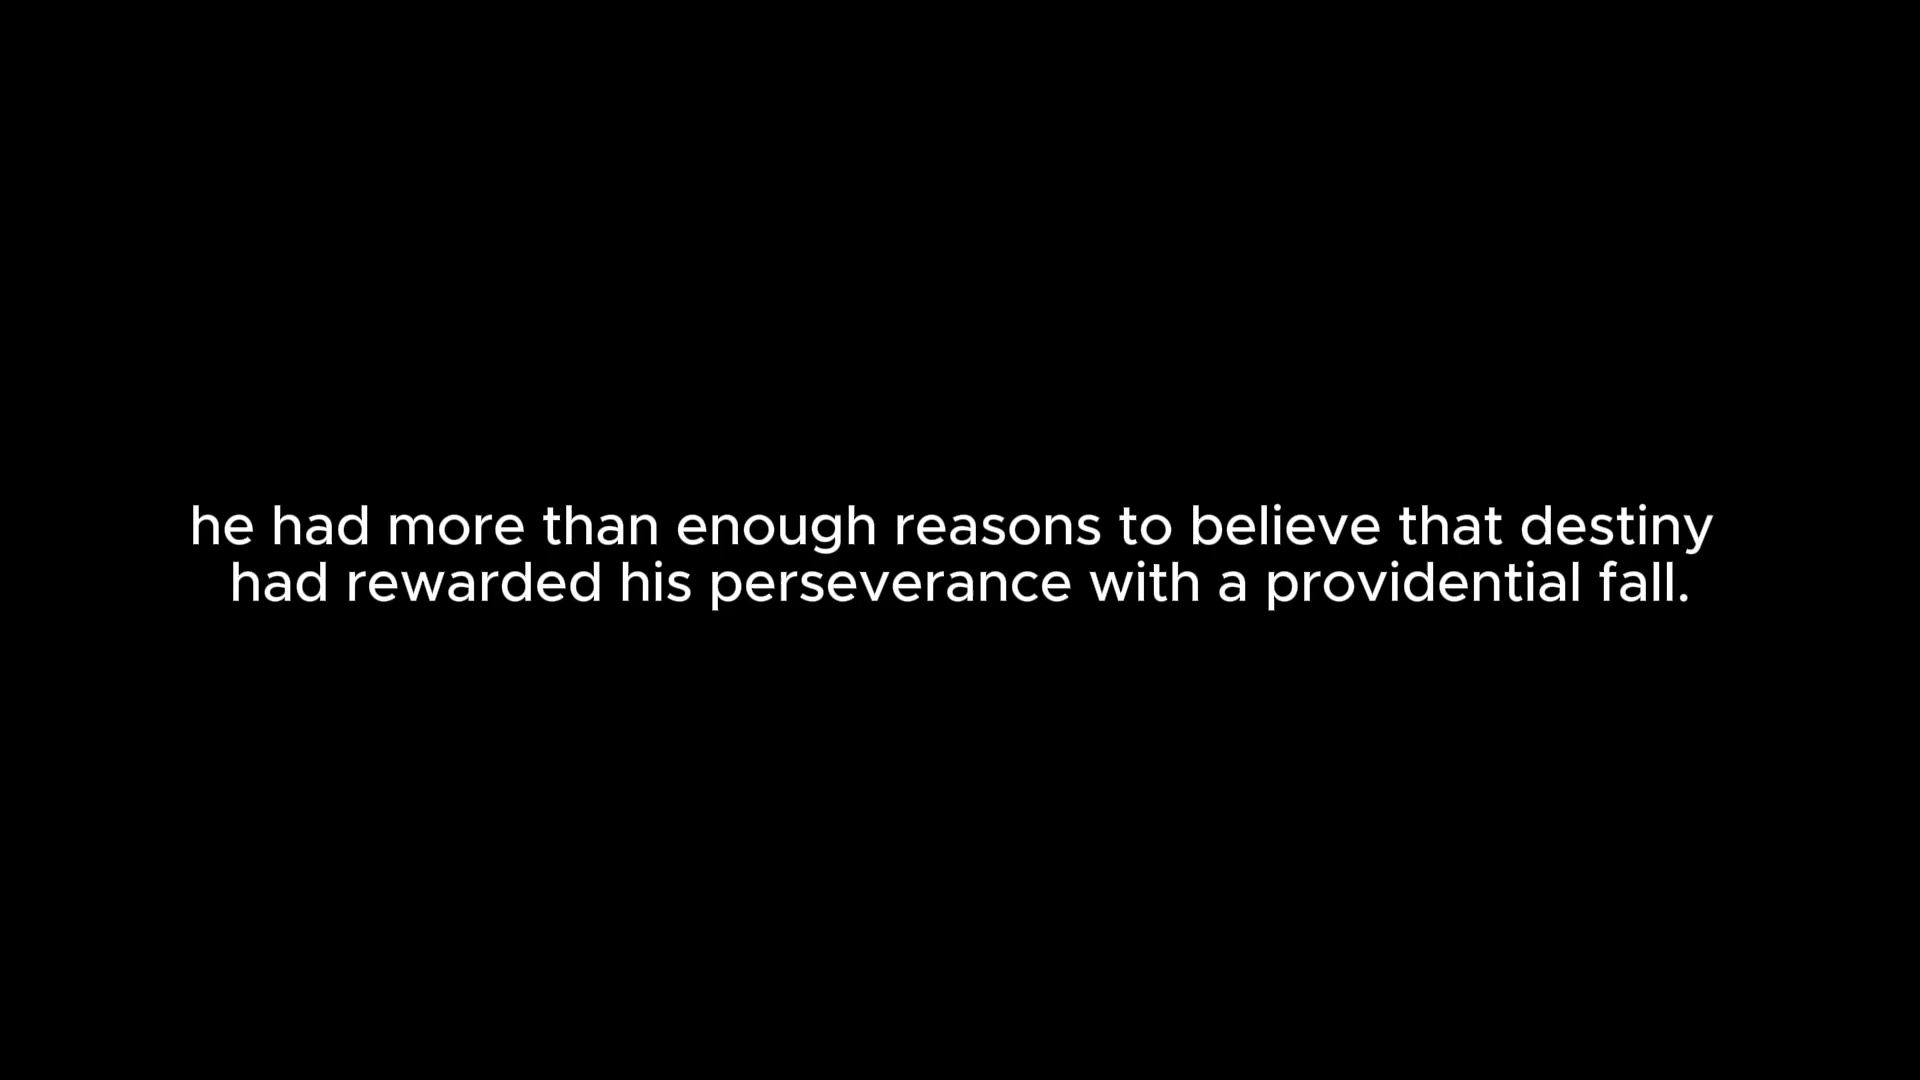 he had more than enough reasons to believe that destiny
had rewarded his perseverance with a providential fall.